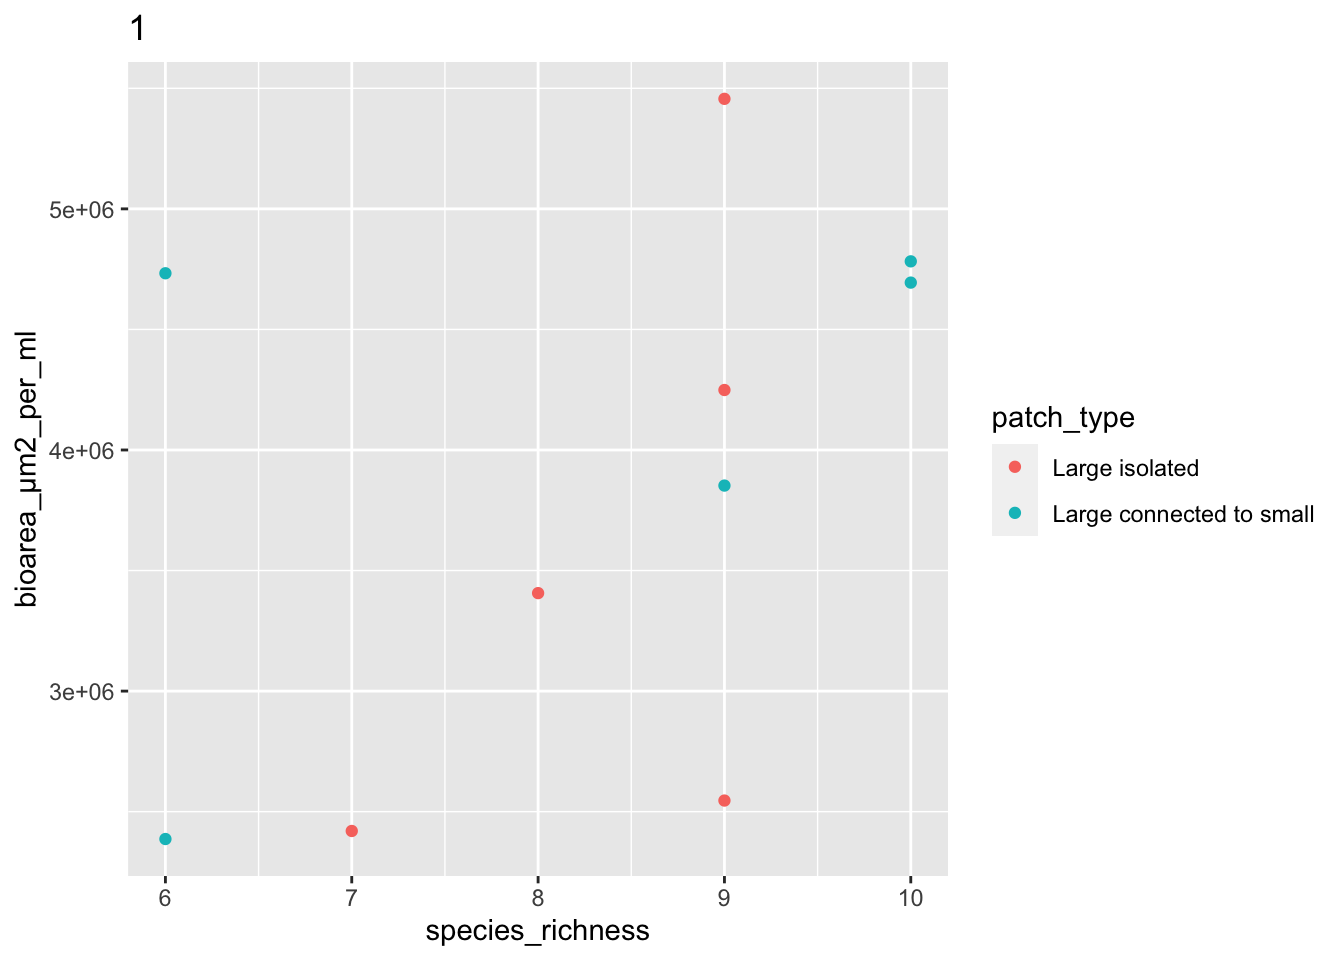 1
bioarea_µm2_per_ml
5e+06
4e+06
3e+06
6 7 8 9 10
species_richness
patch_type
Large isolated
Large connected to small